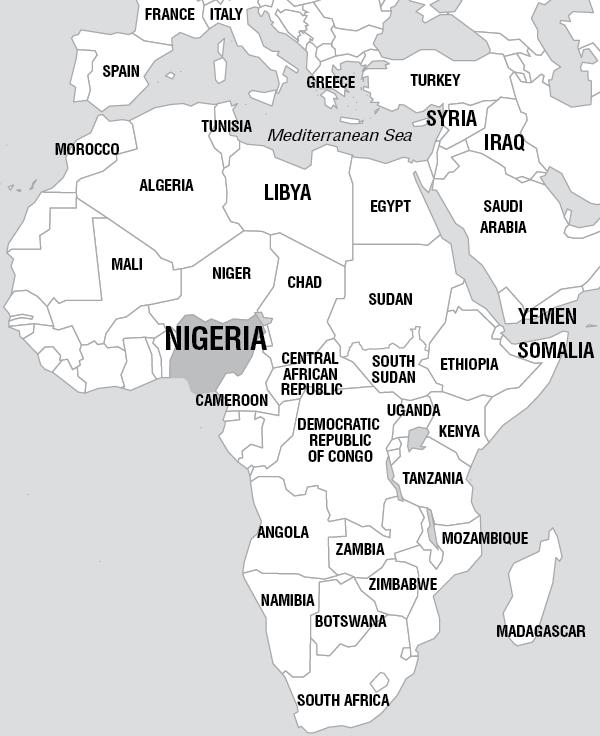 FRANCE
ITALY
SPAIN
GREECE
TURKEY
SYRIA
TUNISIA
Mediterranean Sea
IRAQ
MOROCCO
ALGERIA
LIBYA
EGYPT
SAUDI
ARABIA
MALI
NIGER
CHAD
SUDAN
YEMEN
NIGERIA
SOMALIA
CENTRAL
AFRICAN
REPUBLIC
SOUTH
SUDAN
ETHIOPIA
CAMEROON
UGANDA
KENYA
DEMOCRATIC
REPUBLIC
OF CONGO
TANZANIA
ANGOLA
ZAMBIA
MOZAMBIQUE
ZIMBABWE
NAMIBIA
BOTSWANA
MADAGASCAR
SOUTH AFRICA